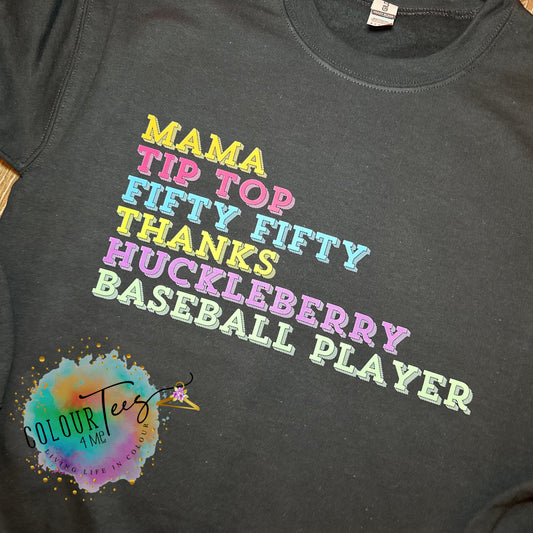 MAMA
TIP TOP
FIFTY FIFTY
THANKS
HUCKLEBERRY
BASEBALL PLAYER
COLOUR Tees
4 ME
LIVING LIFE IN COLOUR